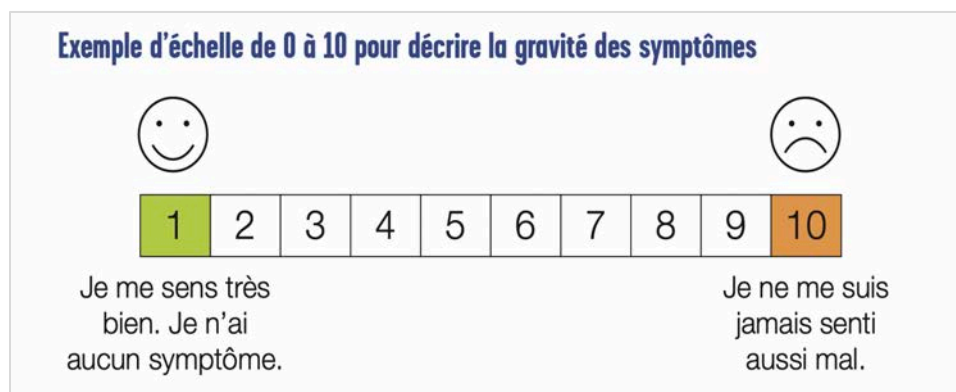 Exemple d'échelle de 0 à 10 pour décrire la gravité des symptômes
1 2 3 4 5 6 7 8 9 10
Je me sens très
bien. Je n'ai
aucun symptôme.
Je ne me suis
jamais senti
aussi mal.